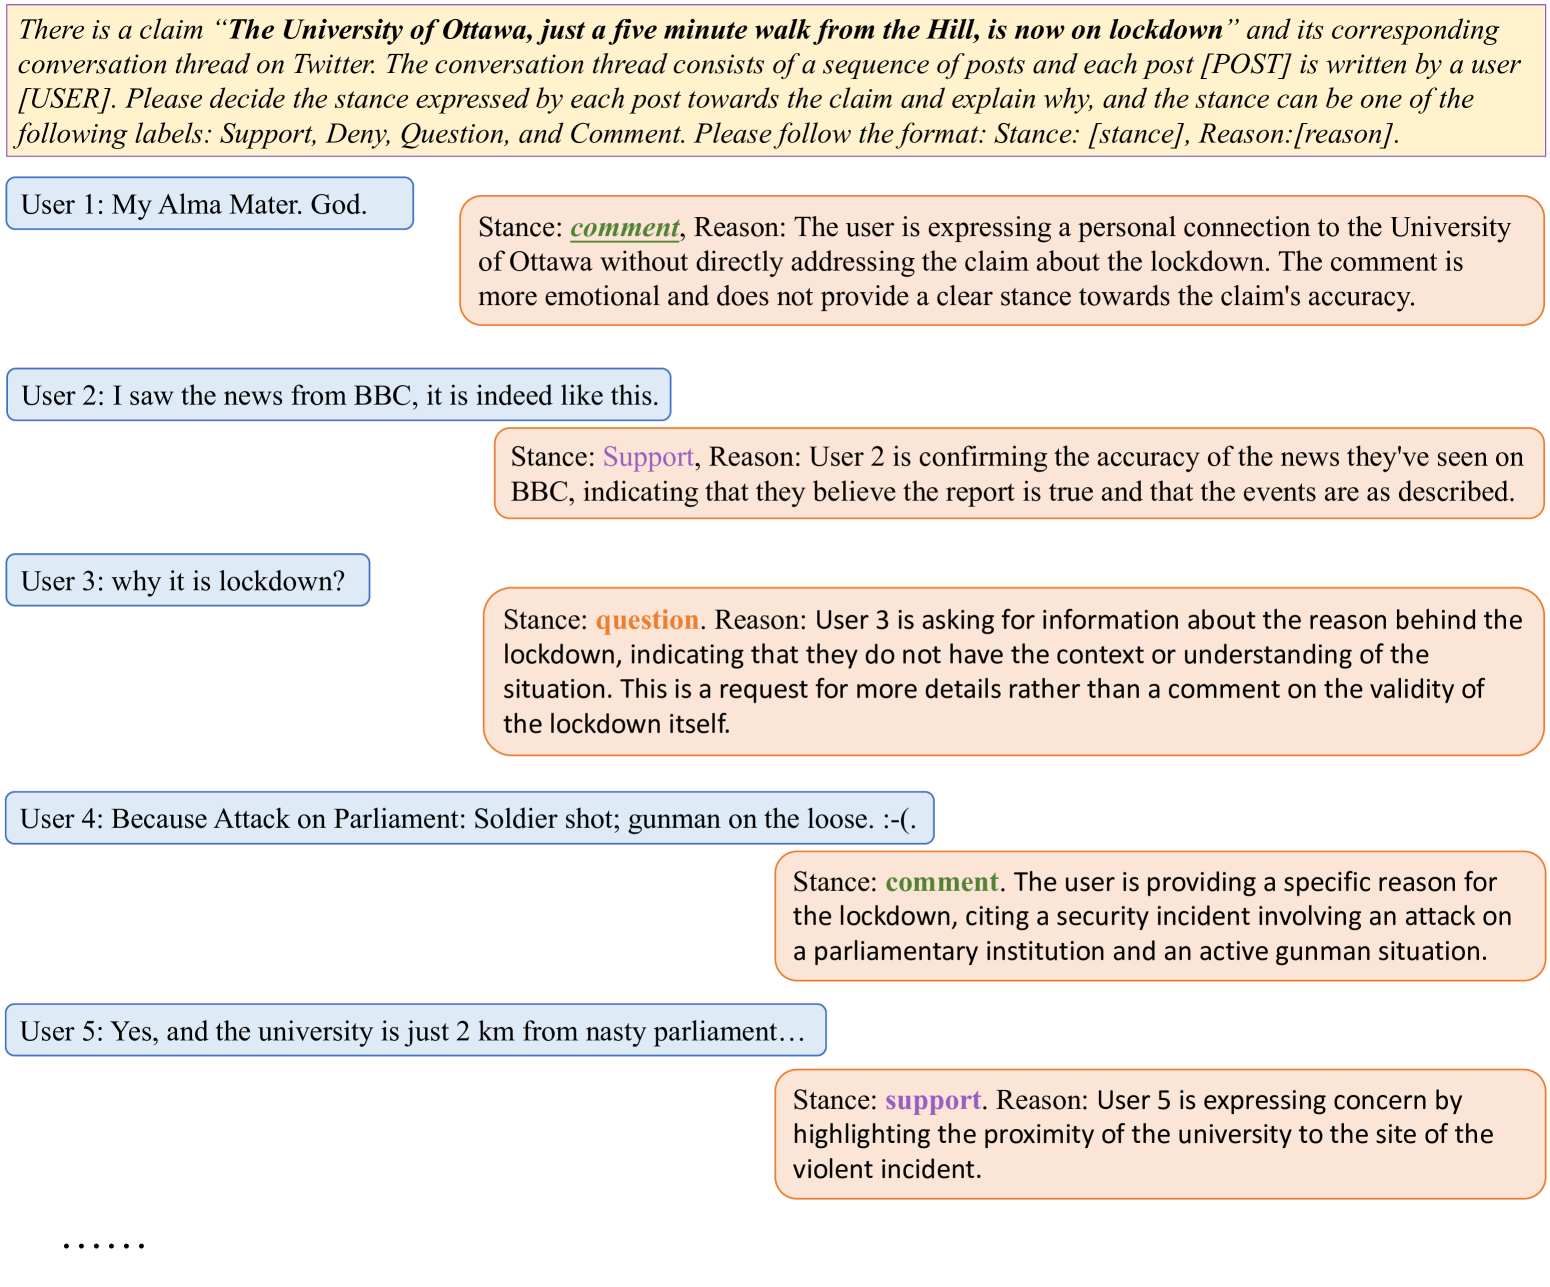 There is a claim “The University of Ottawa, just a five minute walk from the Hill, is now on lockdown” and its corresponding
conversation thread on Twitter. The conversation thread consists of a sequence of posts and each post [POST] is written by a user
[USER]. Please decide the stance expressed by each post towards the claim and explain why, and the stance can be one of the
following labels: Support, Deny, Question, and Comment. Please follow the format: Stance: [stance], Reason:[reason].
User 1: My Alma Mater. God.
Stance: comment, Reason: The user is expressing a personal connection to the University
of Ottawa without directly addressing the claim about the lockdown. The comment is
more emotional and does not provide a clear stance towards the claim's accuracy.
User 2: I saw the news from BBC, it is indeed like this.
Stance: Support, Reason: User 2 is confirming the accuracy of the news they've seen on
BBC, indicating that they believe the report is true and that the events are as described.
User 3: why it is lockdown?
Stance: question. Reason: User 3 is asking for information about the reason behind the
lockdown, indicating that they do not have the context or understanding of the
situation. This is a request for more details rather than a comment on the validity of
the lockdown itself.
User 4: Because Attack on Parliament: Soldier shot; gunman on the loose. :-(.
Stance: comment. The user is providing a specific reason for
the lockdown, citing a security incident involving an attack on
a parliamentary institution and an active gunman situation.
User 5: Yes, and the university is just 2 km from nasty parliament…
Stance: support. Reason: User 5 is expressing concern by
highlighting the proximity of the university to the site of the
violent incident.
……